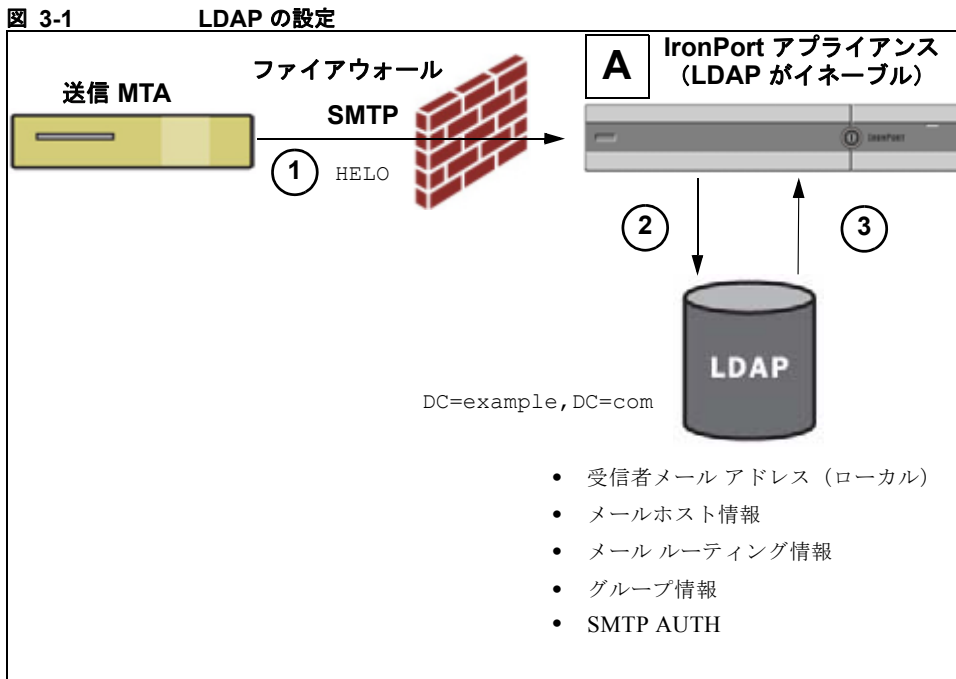 図 3-1 LDAP の設定
ファイアウォール
A
IronPort アプライアンス
（LDAP がイネーブル）
送信 MTA
SMTP
1
HELO
IRONPORT
2
3
LDAP
DC=example,DC=com
• 受信者メール アドレス（ローカル）
• メールホスト情報
• メール ルーティング情報
• グループ情報
• SMTP AUTH